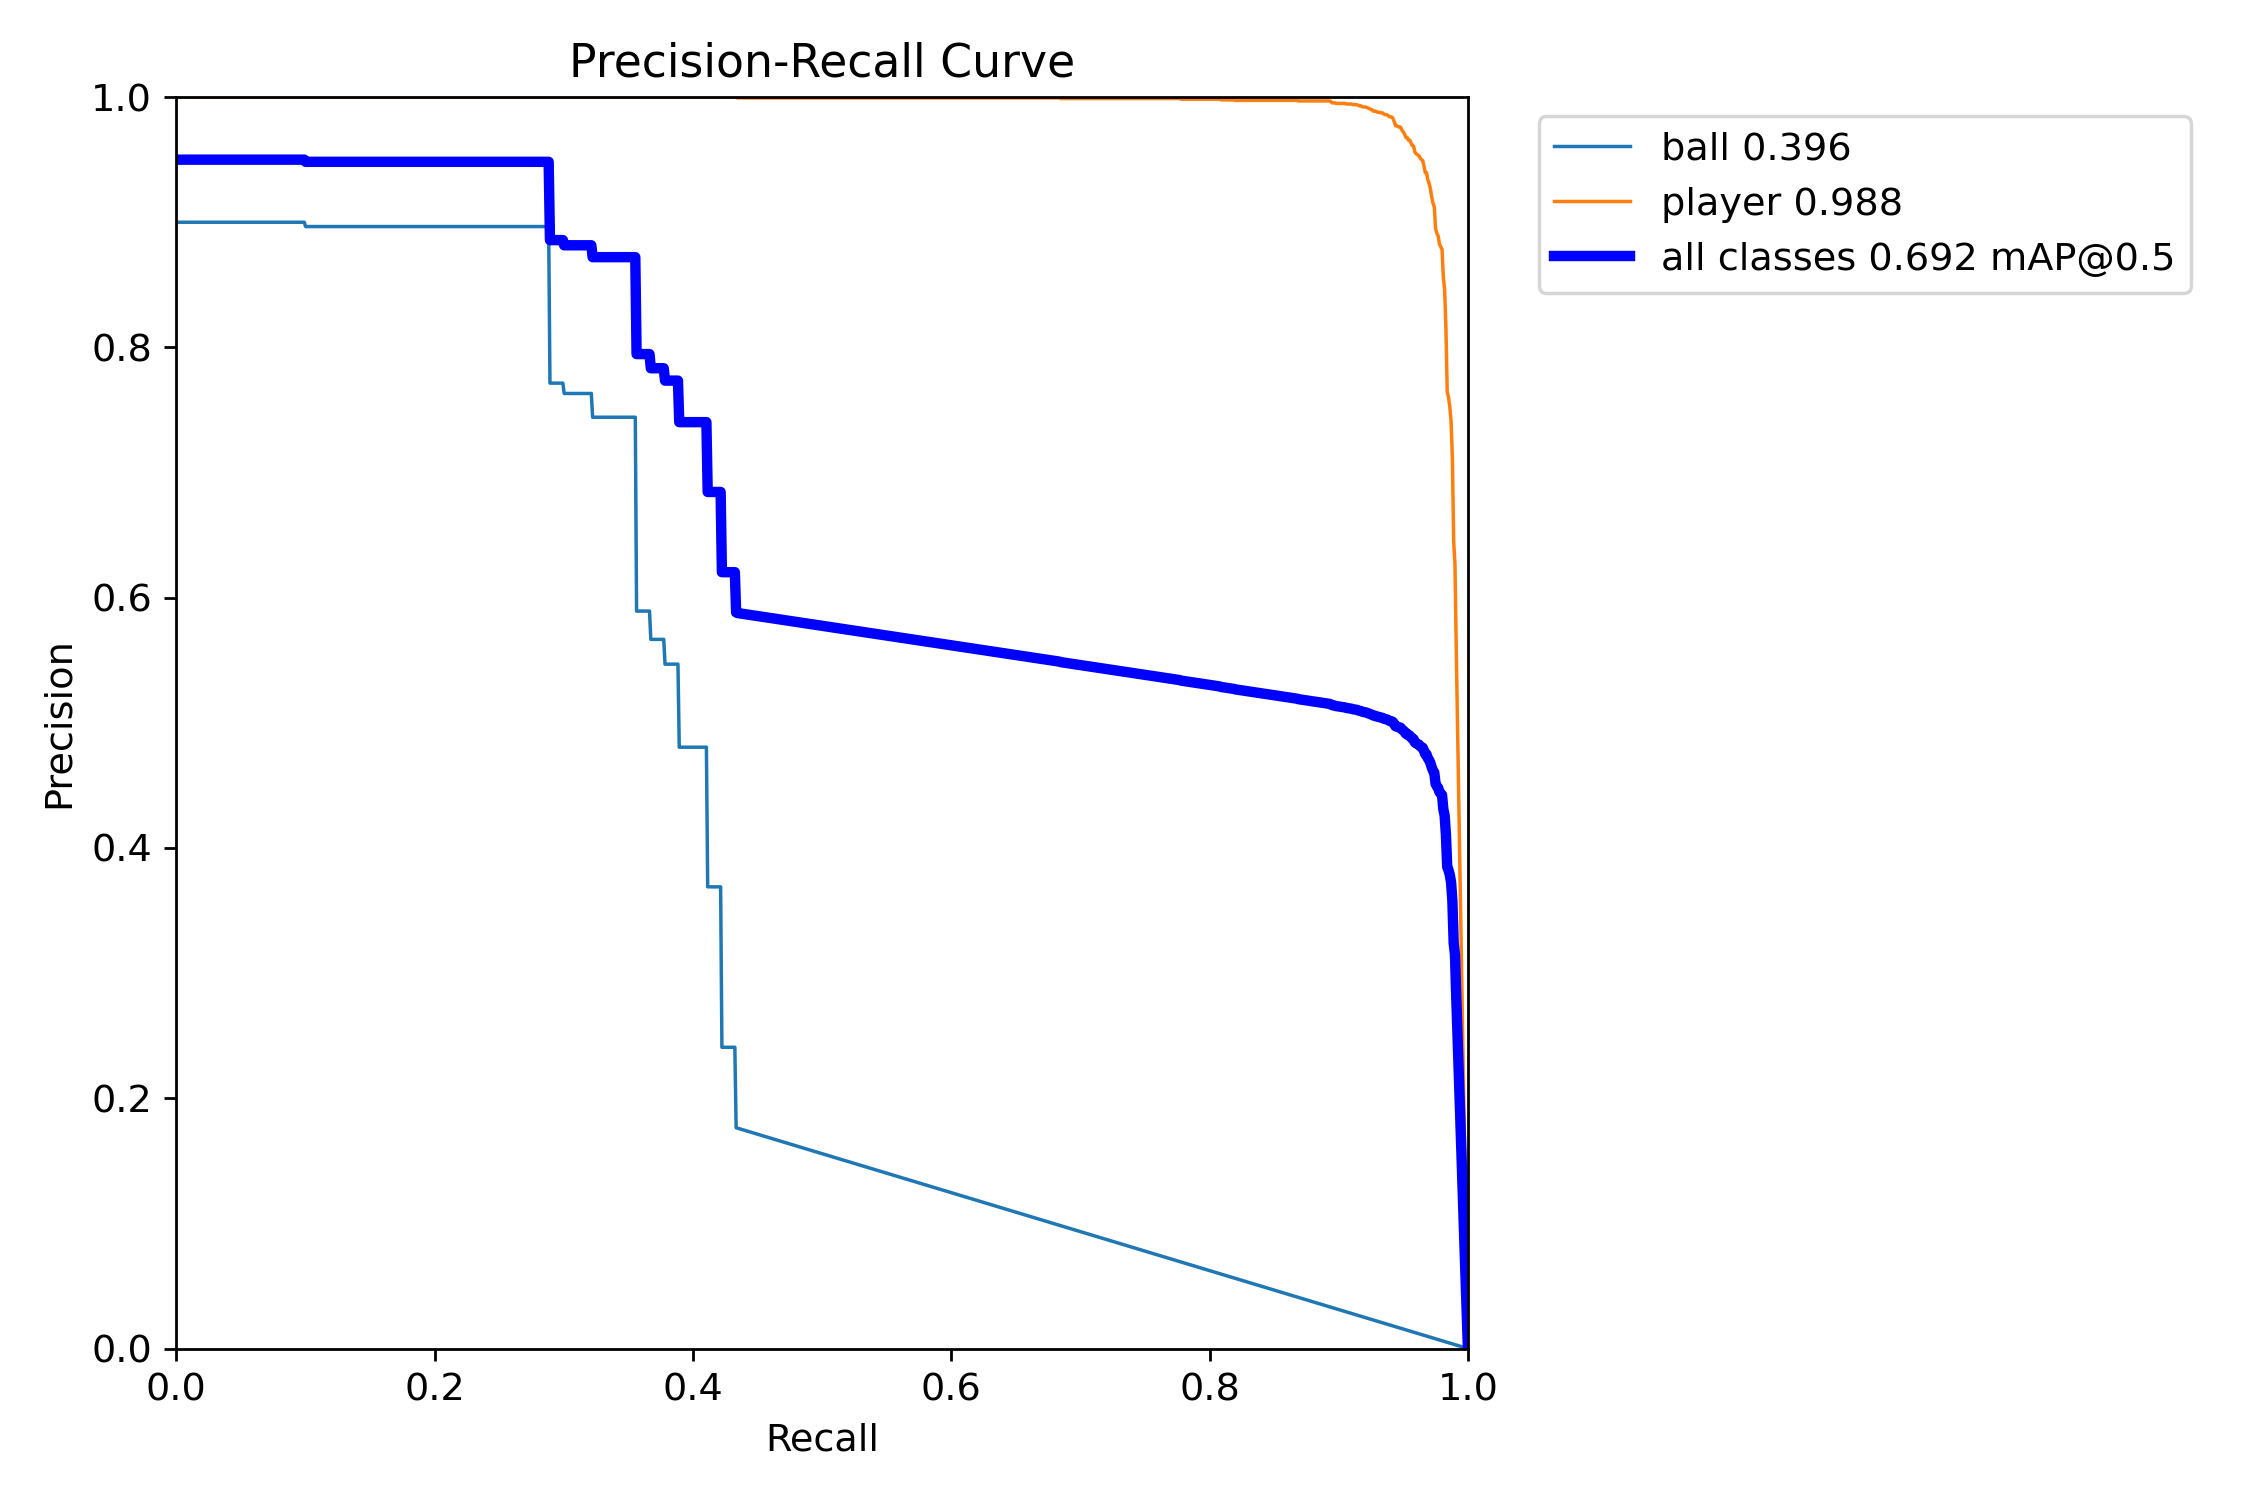 Precision-Recall Curve
1.0
0.8
0.6
0.4
0.2
0.0
Precision
0.0 0.2 0.4 0.6 0.8 1.0
Recall
ball 0.396
player 0.988
all classes 0.692 mAP@0.5